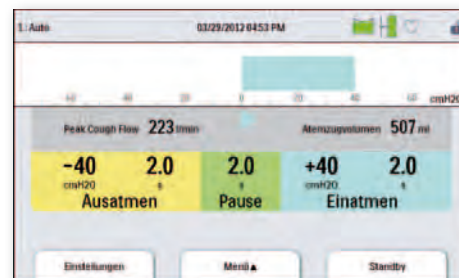 1: Auto 03/29/2012 04:53 PM
60 40 20 0 20 40 60 cmH2O
Peak Cough Flow 223 l/min Atemzugvolumen 507 ml
−40 2.0 2.0 +40 2.0
cmH2O s s cmH2O s
Ausatmen Pause Einatmen
Einstellungen Menü▲ Standby